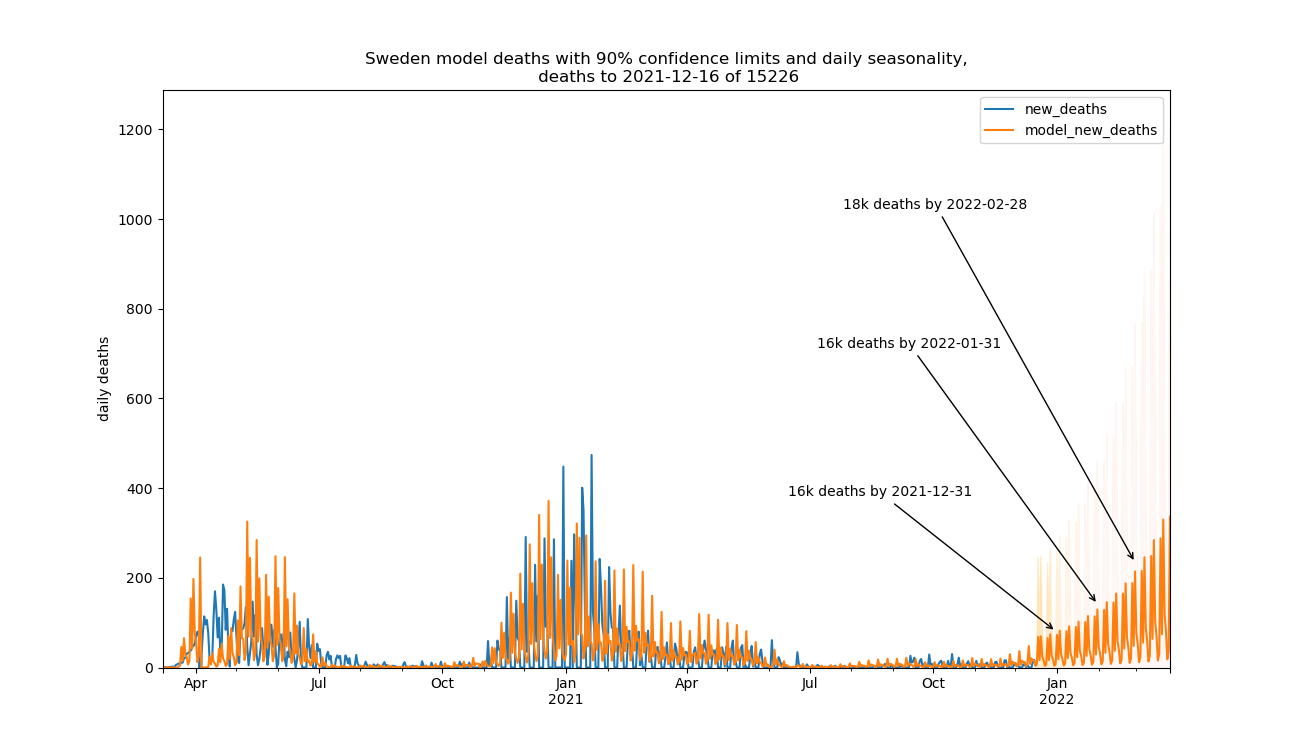 Sweden model deaths with 90% confidence limits and daily seasonality,
deaths to 2021-12-16 of 15226
new_deaths
model_new_deaths
1200
1000
800
600
400
200
0
daily deaths
18k deaths by 2022-02-28
16k deaths by 2022-01-31
16k deaths by 2021-12-31
Apr Jul Oct Jan Apr Jul Oct Jan
2021 2022